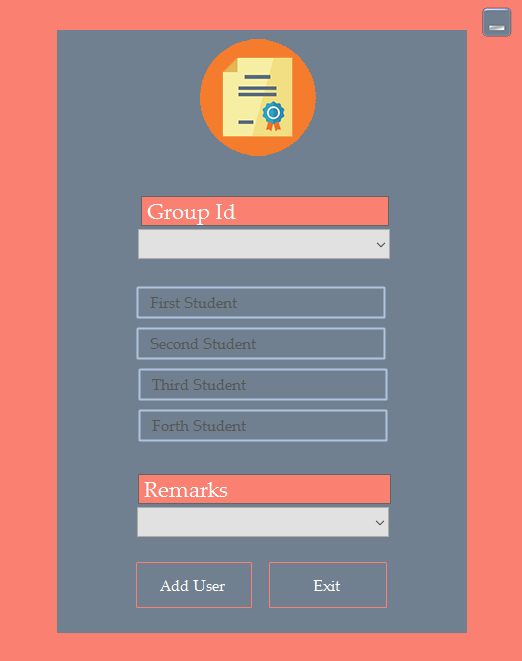 Group Id
First Student
Second Student
Third Student
Forth Student
Remarks
Add User
Exit